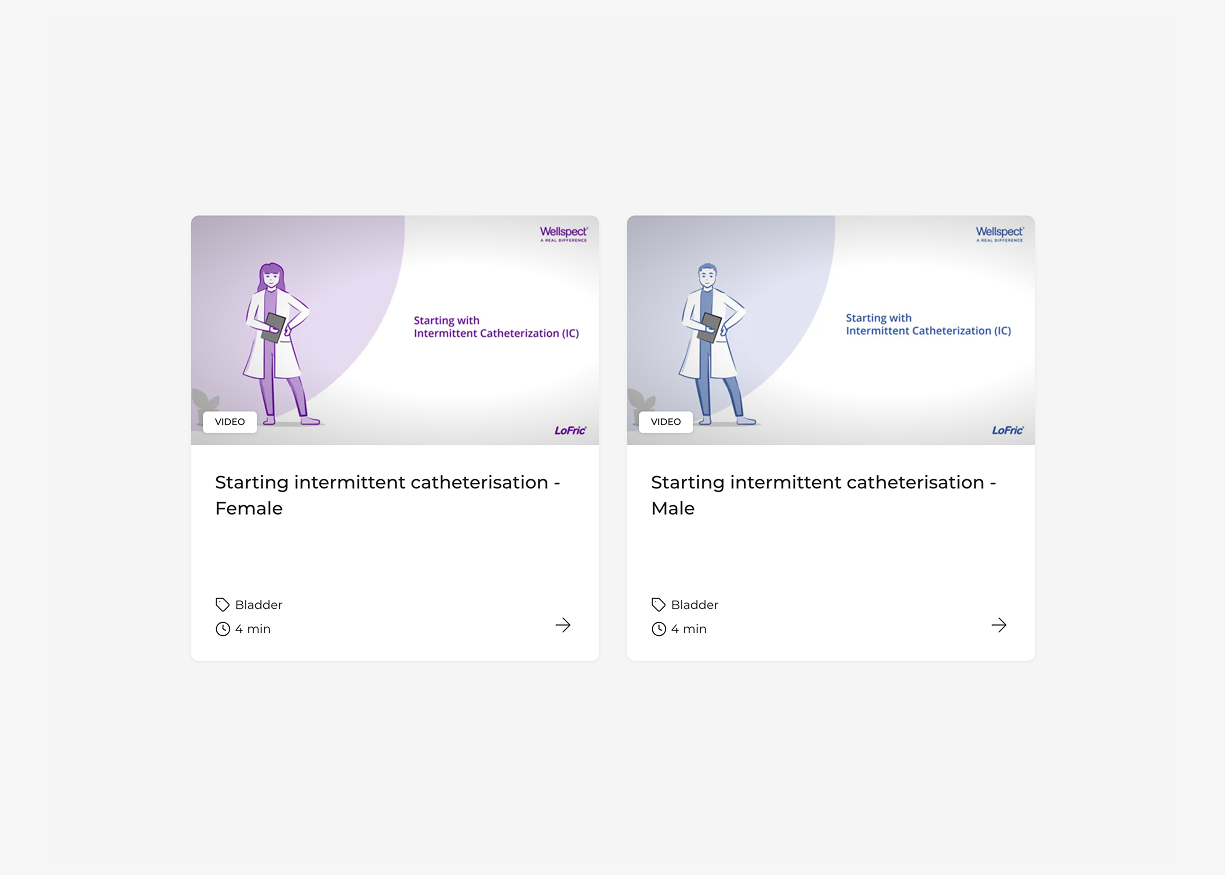 Wellspect
A REAL DIFFERENCE
Starting with
Intermittent Catheterization (IC)
VIDEO
LoFric
Starting intermittent catheterisation -
Female
Bladder
4 min
Wellspect
A REAL DIFFERENCE
Starting with
Intermittent Catheterization (IC)
VIDEO
LoFric
Starting intermittent catheterisation -
Male
Bladder
4 min